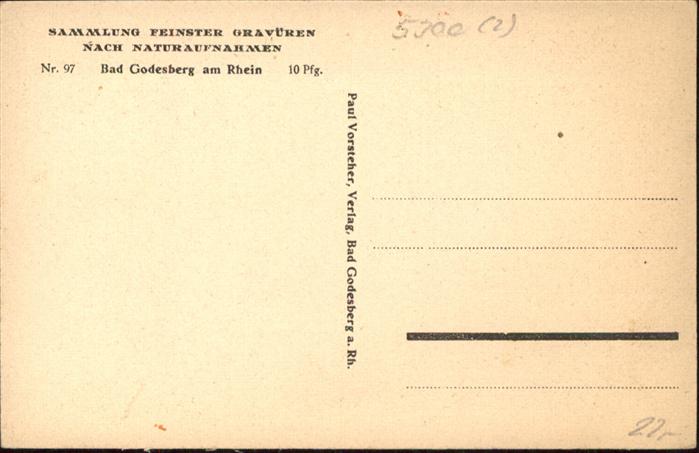 SAMMLUNG FEINSTER GRAVÜREN
NACH NATURAUFNAHMEN
Nr. 97 Bad Godesberg am Rhein 10 Pfg.
5300 (2)
Paul Vorsteher, Verlag, Bad Godesberg a. Rh.
22,-